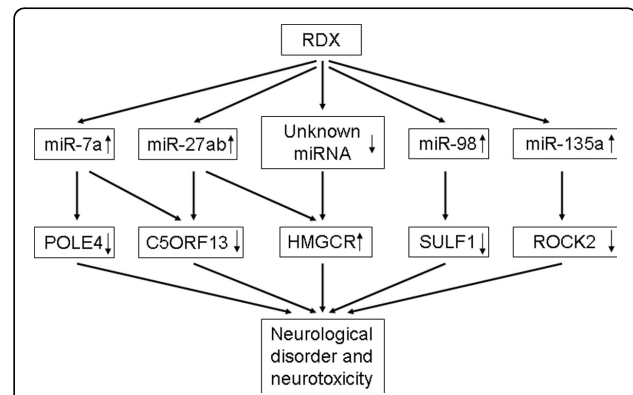 RDX
miR-7a↑
miR-27ab↑
Unknown
miRNA ↓
miR-98↑
miR-135a↑
POLE4↓
C5ORF13↓
HMGCR↑
SULF1↓
ROCK2↓
Neurological
disorder and
neurotoxicity